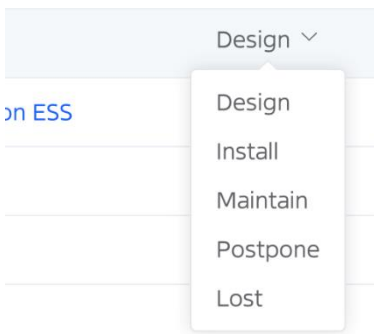 Design
Design
on ESS
Install
Maintain
Postpone
Lost